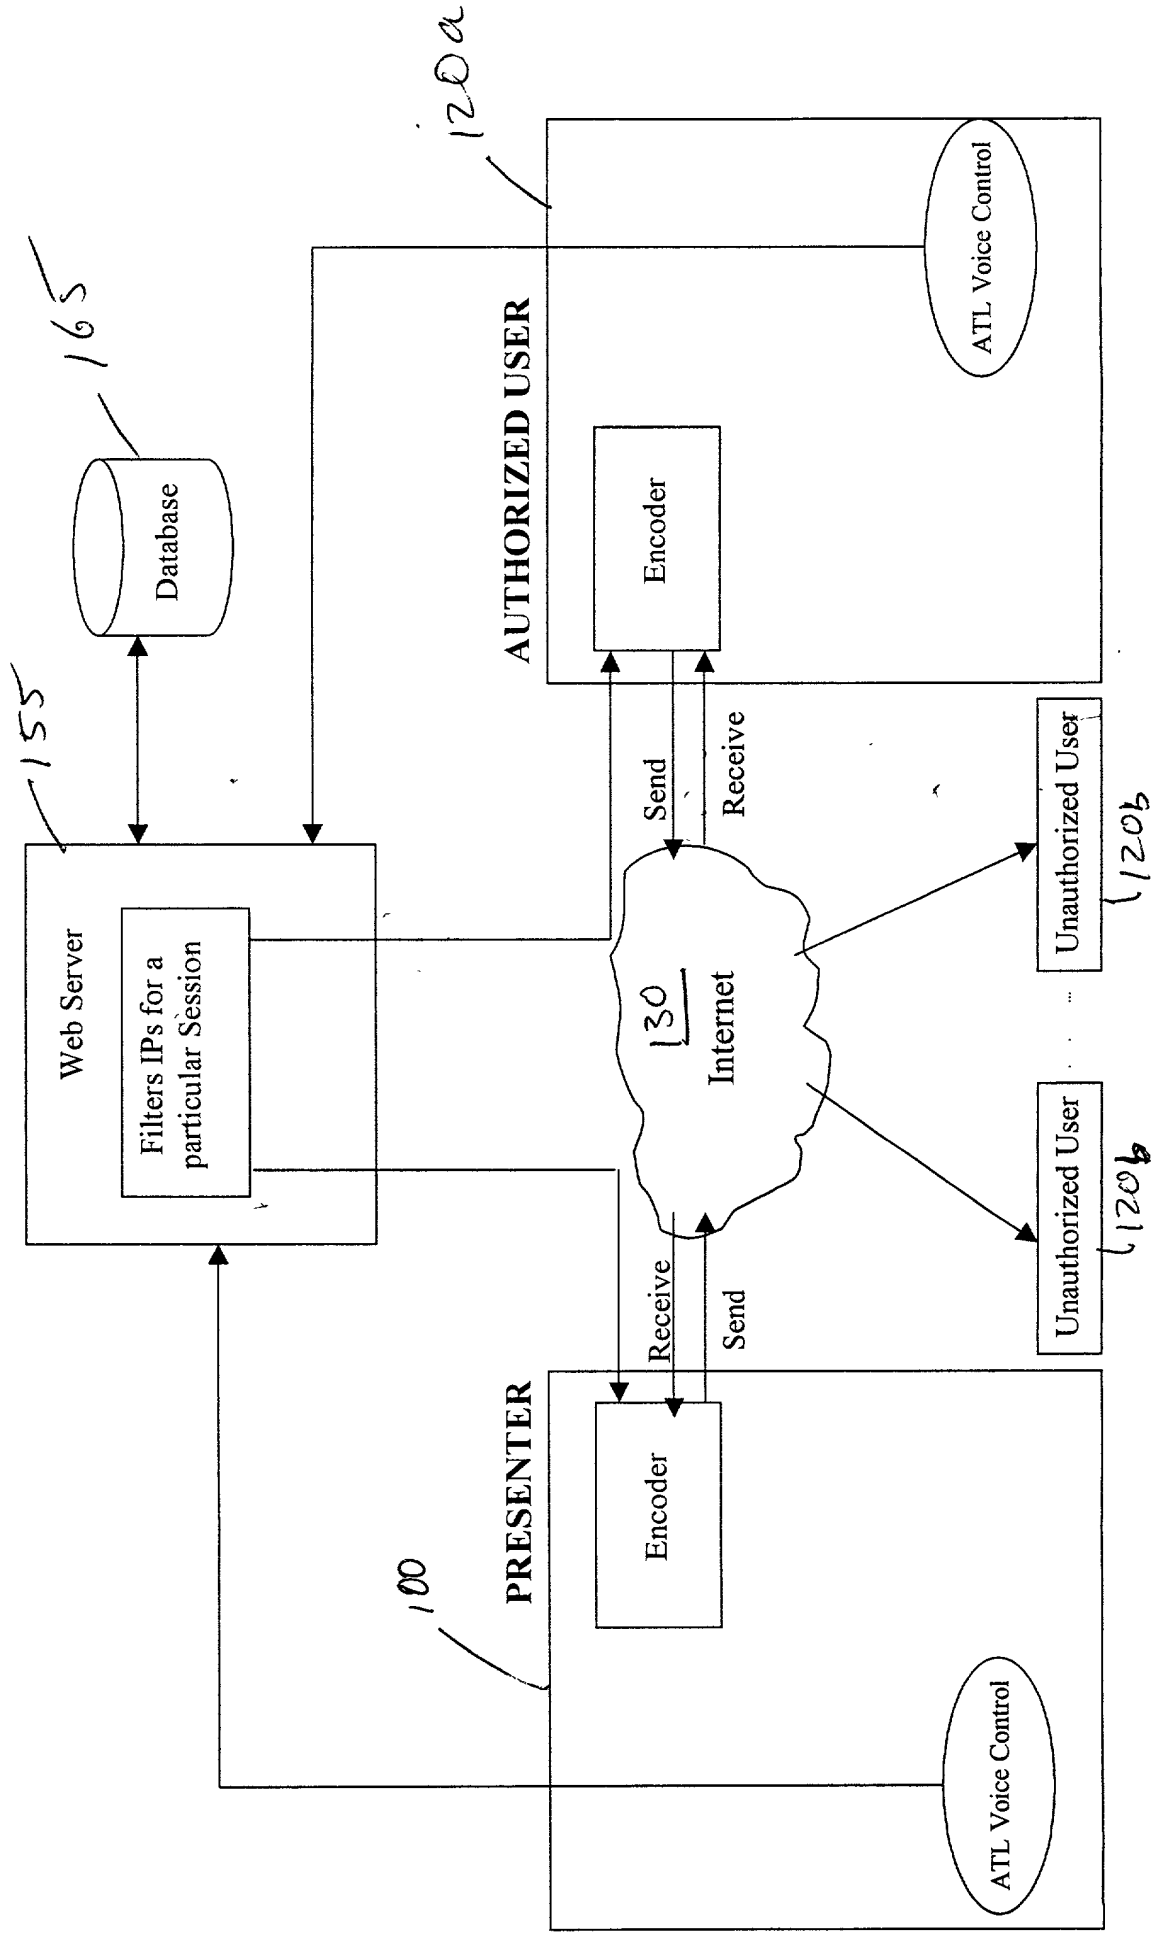 155
165
Web Server
Filters IPs for a
particular Session
Database
100
PRESENTER
AUTHORIZED USER
120a
Encoder
Receive
Send
130
Internet
Send
Receive
Encoder
ATL Voice Control
ATL Voice Control
Unauthorized User
...
Unauthorized User
120b
120b